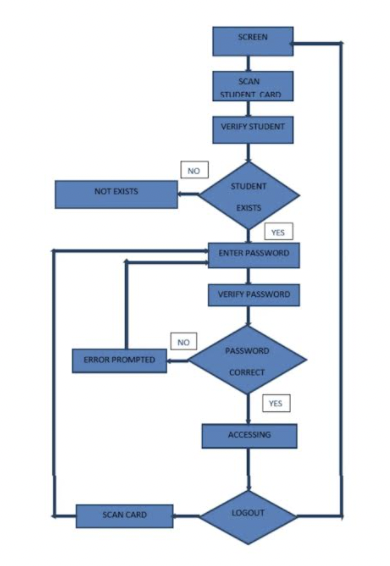 SCREEN
SCAN
STUDENT CARD
VERIFY STUDENT
NO
NOT EXISTS
STUDENT
EXISTS
YES
ENTER PASSWORD
VERIFY PASSWORD
NO
PASSWORD
CORRECT
ERROR PROMPTED
YES
ACCESSING
SCAN CARD
LOGOUT